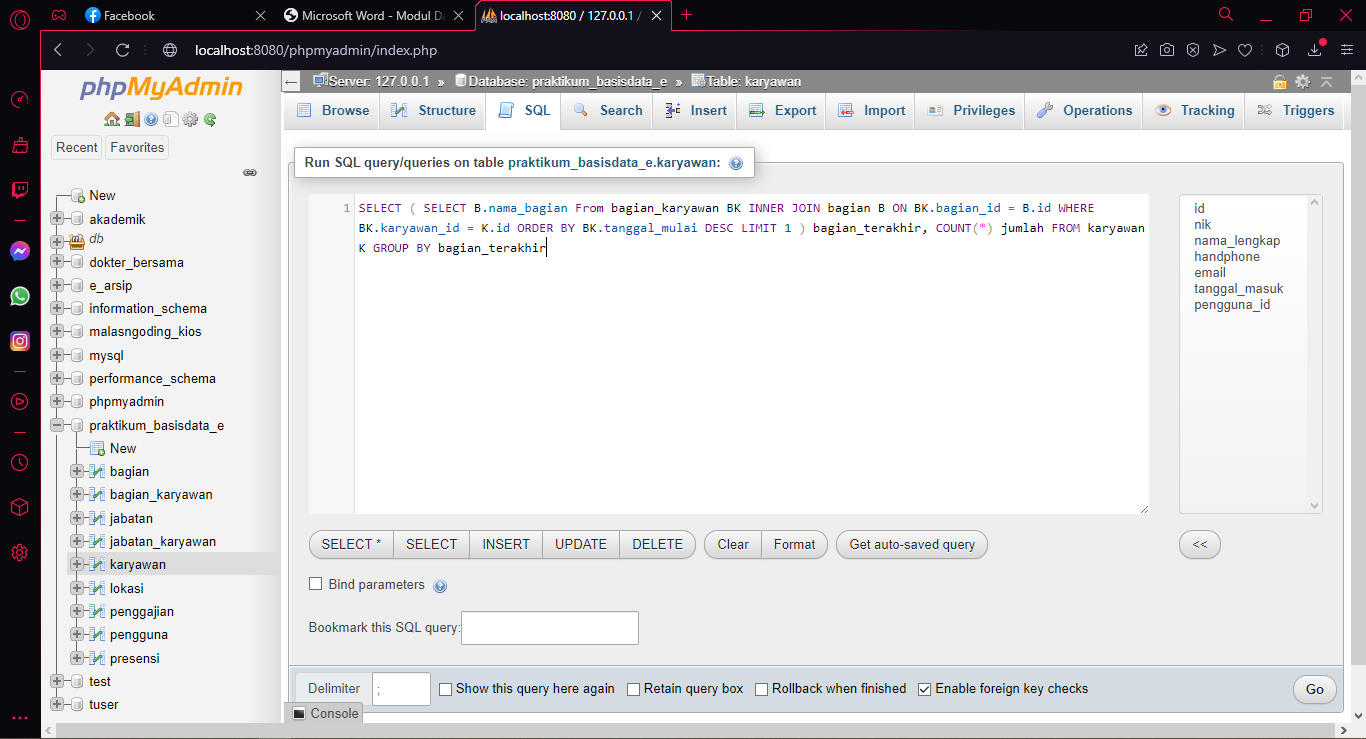 Facebook
Microsoft Word - Modul Da
localhost:8080 / 127.0.0.1 /
localhost:8080/phpmyadmin/index.php
phpMyAdmin
Recent
Favorites
New
akademik
db
dokter_bersama
e_arsip
information_schema
malasngoding_kios
mysql
performance_schema
phpmyadmin
praktikum_basisdata_e
New
bagian
bagian_karyawan
jabatan
jabatan_karyawan
karyawan
lokasi
penggajian
pengguna
presensi
test
tuser
Server: 127.0.0.1 » Database: praktikum_basisdata_e » Table: karyawan
Browse Structure SQL Search Insert Export Import Privileges Operations Tracking Triggers
Run SQL query/queries on table praktikum_basisdata_e.karyawan:
1 SELECT ( SELECT B.nama_bagian From bagian_karyawan BK INNER JOIN bagian B ON BK.bagian_id = B.id WHERE
BK.karyawan_id = K.id ORDER BY BK.tanggal_mulai DESC LIMIT 1 ) bagian_terakhir, COUNT(*) jumlah FROM karyawan
K GROUP BY bagian_terakhir
id
nik
nama_lengkap
handphone
email
tanggal_masuk
pengguna_id
SELECT * SELECT INSERT UPDATE DELETE Clear Format Get auto-saved query <<
Bind parameters
Bookmark this SQL query:
Delimiter ; Show this query here again Retain query box Rollback when finished Enable foreign key checks Go
Console